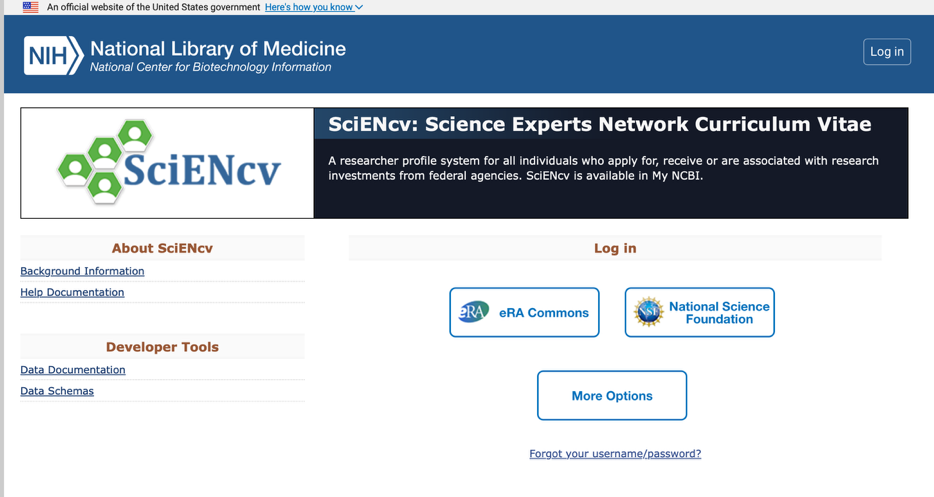 An official website of the United States government Here's how you know
NIH National Library of Medicine
National Center for Biotechnology Information
Log in
SciENcv
SciENcv: Science Experts Network Curriculum Vitae
A researcher profile system for all individuals who apply for, receive or are associated with research
investments from federal agencies. SciENcv is available in My NCBI.
About SciENcv
Background Information
Help Documentation
Developer Tools
Data Documentation
Data Schemas
Log in
eRA eRA Commons
NSF National Science
Foundation
More Options
Forgot your username/password?